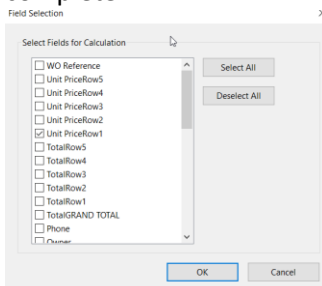 Field Selection
Select Fields for Calculation
WO Reference
Unit PriceRow5
Unit PriceRow4
Unit PriceRow3
Unit PriceRow2
Unit PriceRow1
TotalRow5
TotalRow4
TotalRow3
TotalRow2
TotalRow1
TotalGRAND TOTAL
Phone
Owner
Select All
Deselect All
OK
Cancel